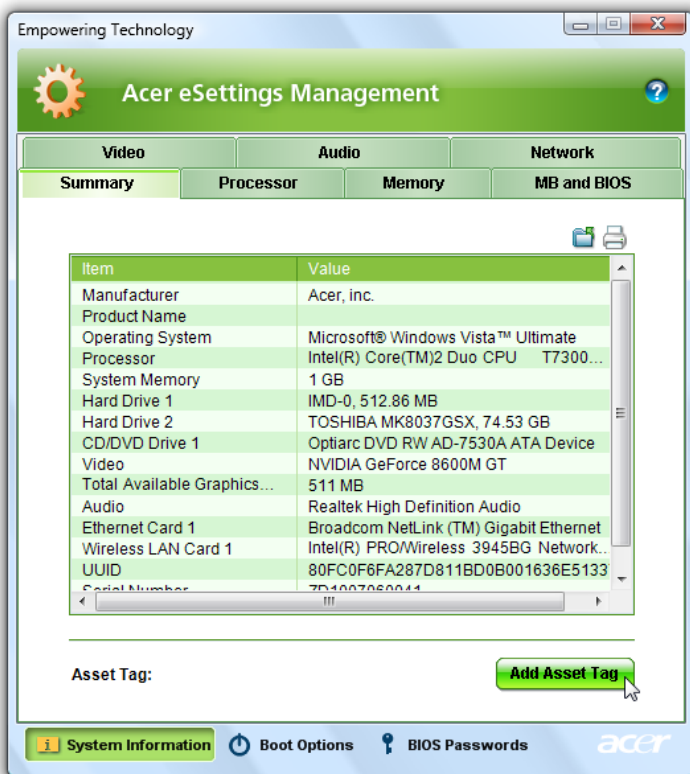 Empowering Technology
Acer eSettings Management
Video Audio Network
Summary Processor Memory MB and BIOS
Item Value
Manufacturer Acer, inc.
Product Name
Operating System Microsoft® Windows Vista™ Ultimate
Processor Intel(R) Core(TM)2 Duo CPU T7300...
System Memory 1 GB
Hard Drive 1 IMD-0, 512.86 MB
Hard Drive 2 TOSHIBA MK8037GSX, 74.53 GB
CD/DVD Drive 1 Optiarc DVD RW AD-7530A ATA Device
Video NVIDIA GeForce 8600M GT
Total Available Graphics... 511 MB
Audio Realtek High Definition Audio
Ethernet Card 1 Broadcom NetLink (TM) Gigabit Ethernet
Wireless LAN Card 1 Intel(R) PRO/Wireless 3945BG Network...
UUID 80FC0F6FA287D811BD0B001636E5133
Serial Number
Asset Tag: Add Asset Tag
System Information Boot Options BIOS Passwords acer